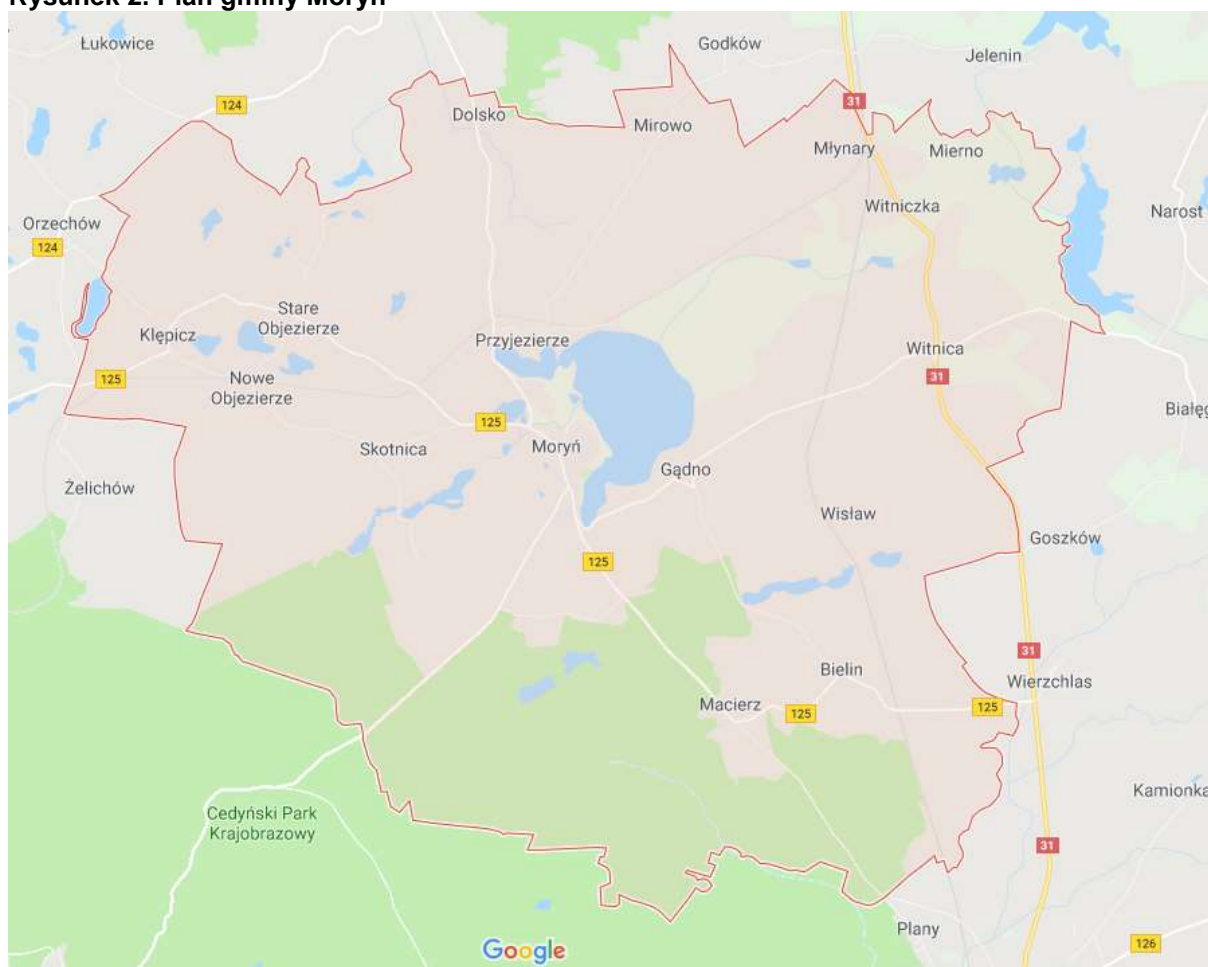 Rysunek 2. Plan gminy Moryń
Łukowice
Godków
Jelenin
124
31
Dolsko
Mirowo
Młynary
Mierno
Witniczka
Narost
Orzechów
124
Stare
Objezierze
Klępicz
Przyjezierze
Witnica
125
Nowe
Objezierze
31
Białęg
125
Skotnica
Moryń
Gądno
Żelichów
Wisław
Goszków
125
31
Bielin
Wierzchlas
Macierz
125
125
Kamionka
Cedyński Park
Krajobrazowy
31
Plany
126
Google